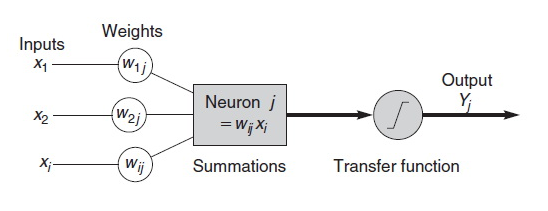 Weights
Inputs
x₁
w₁ⱼ
Neuron j
= wᵢⱼ xᵢ
x₂
w₂ⱼ
xᵢ
wᵢⱼ
Summations
Transfer function
Output
Yⱼ